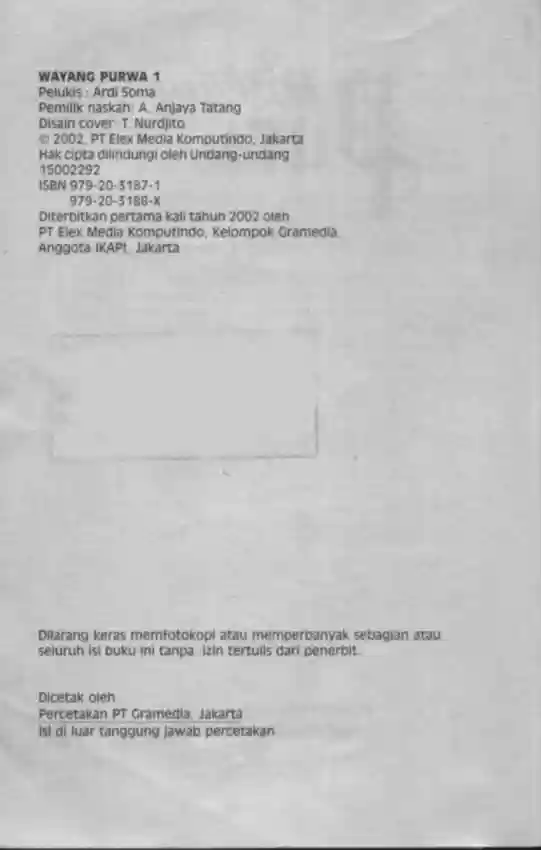 WAYANG PURWA 1
Pelukis : Ardi Soma
Pemilik naskah: A. Anjaya Tatang
Disain cover: T. Nurdjito
© 2002, PT Elex Media Komputindo, Jakarta
Hak cipta dilindungi oleh Undang-undang
15002292
ISBN 979-20-3187-1
979-20-3188-X
Diterbitkan pertama kali tahun 2002 oleh
PT Elex Media Komputindo, Kelompok Gramedia,
Anggota IKAPI, Jakarta
Dilarang keras memfotokopi atau memperbanyak sebagian atau
seluruh isi buku ini tanpa izin tertulis dari penerbit.
Dicetak oleh
Percetakan PT Gramedia, Jakarta
Isi di luar tanggung jawab percetakan